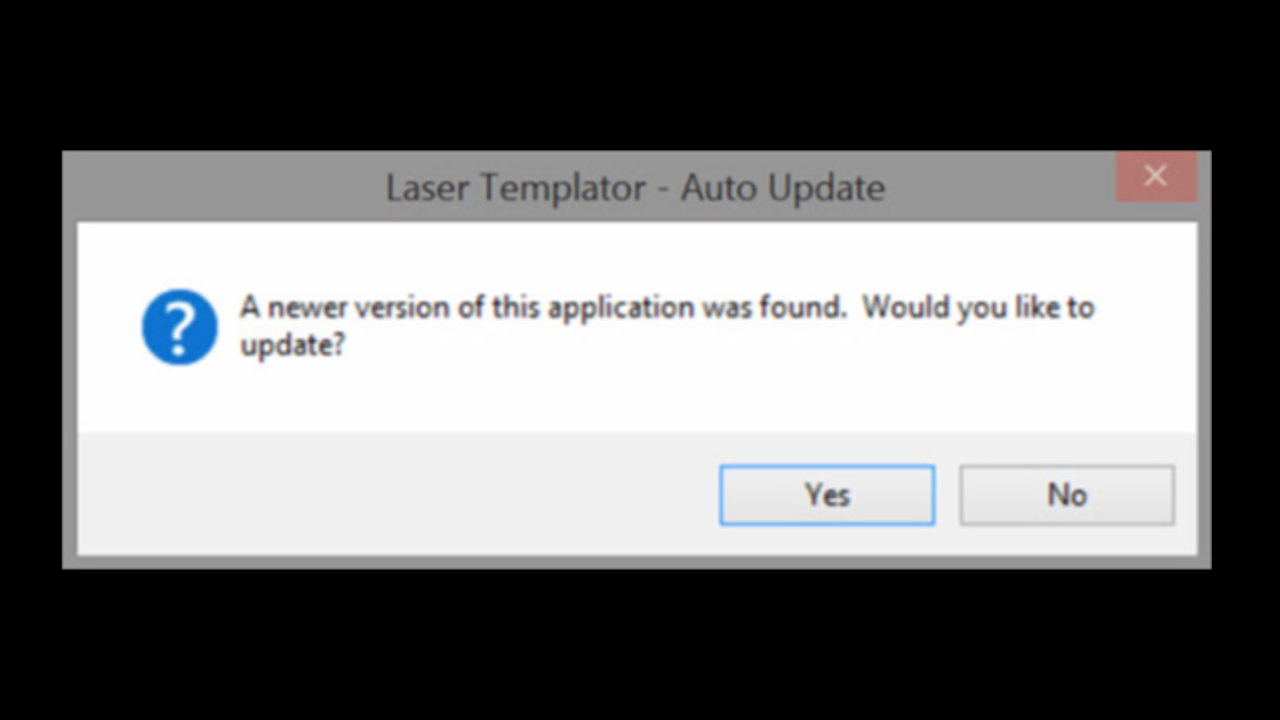 Laser Templator - Auto Update
A newer version of this application was found.  Would you like to
update?
Yes
No